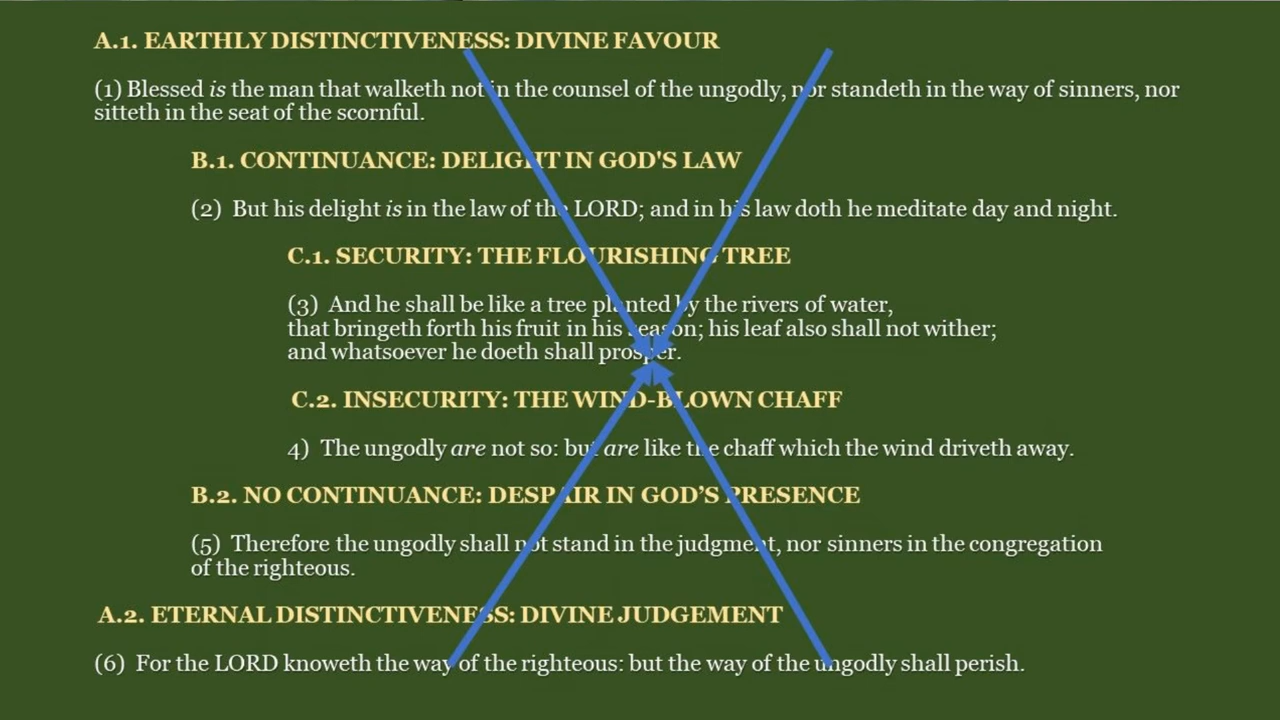 A.1. EARTHLY DISTINCTIVENESS: DIVINE FAVOUR
(1) Blessed is the man that walketh not in the counsel of the ungodly, nor standeth in the way of sinners, nor
sitteth in the seat of the scornful.
B.1. CONTINUANCE: DELIGHT IN GOD'S LAW
(2) But his delight is in the law of the LORD; and in his law doth he meditate day and night.
C.1. SECURITY: THE FLOURISHING TREE
(3) And he shall be like a tree planted by the rivers of water,
that bringeth forth his fruit in his season; his leaf also shall not wither;
and whatsoever he doeth shall prosper.
C.2. INSECURITY: THE WIND-BLOWN CHAFF
4) The ungodly are not so: but are like the chaff which the wind driveth away.
B.2. NO CONTINUANCE: DESPAIR IN GOD’S PRESENCE
(5) Therefore the ungodly shall not stand in the judgment, nor sinners in the congregation
of the righteous.
A.2. ETERNAL DISTINCTIVENESS: DIVINE JUDGEMENT
(6) For the LORD knoweth the way of the righteous: but the way of the ungodly shall perish.